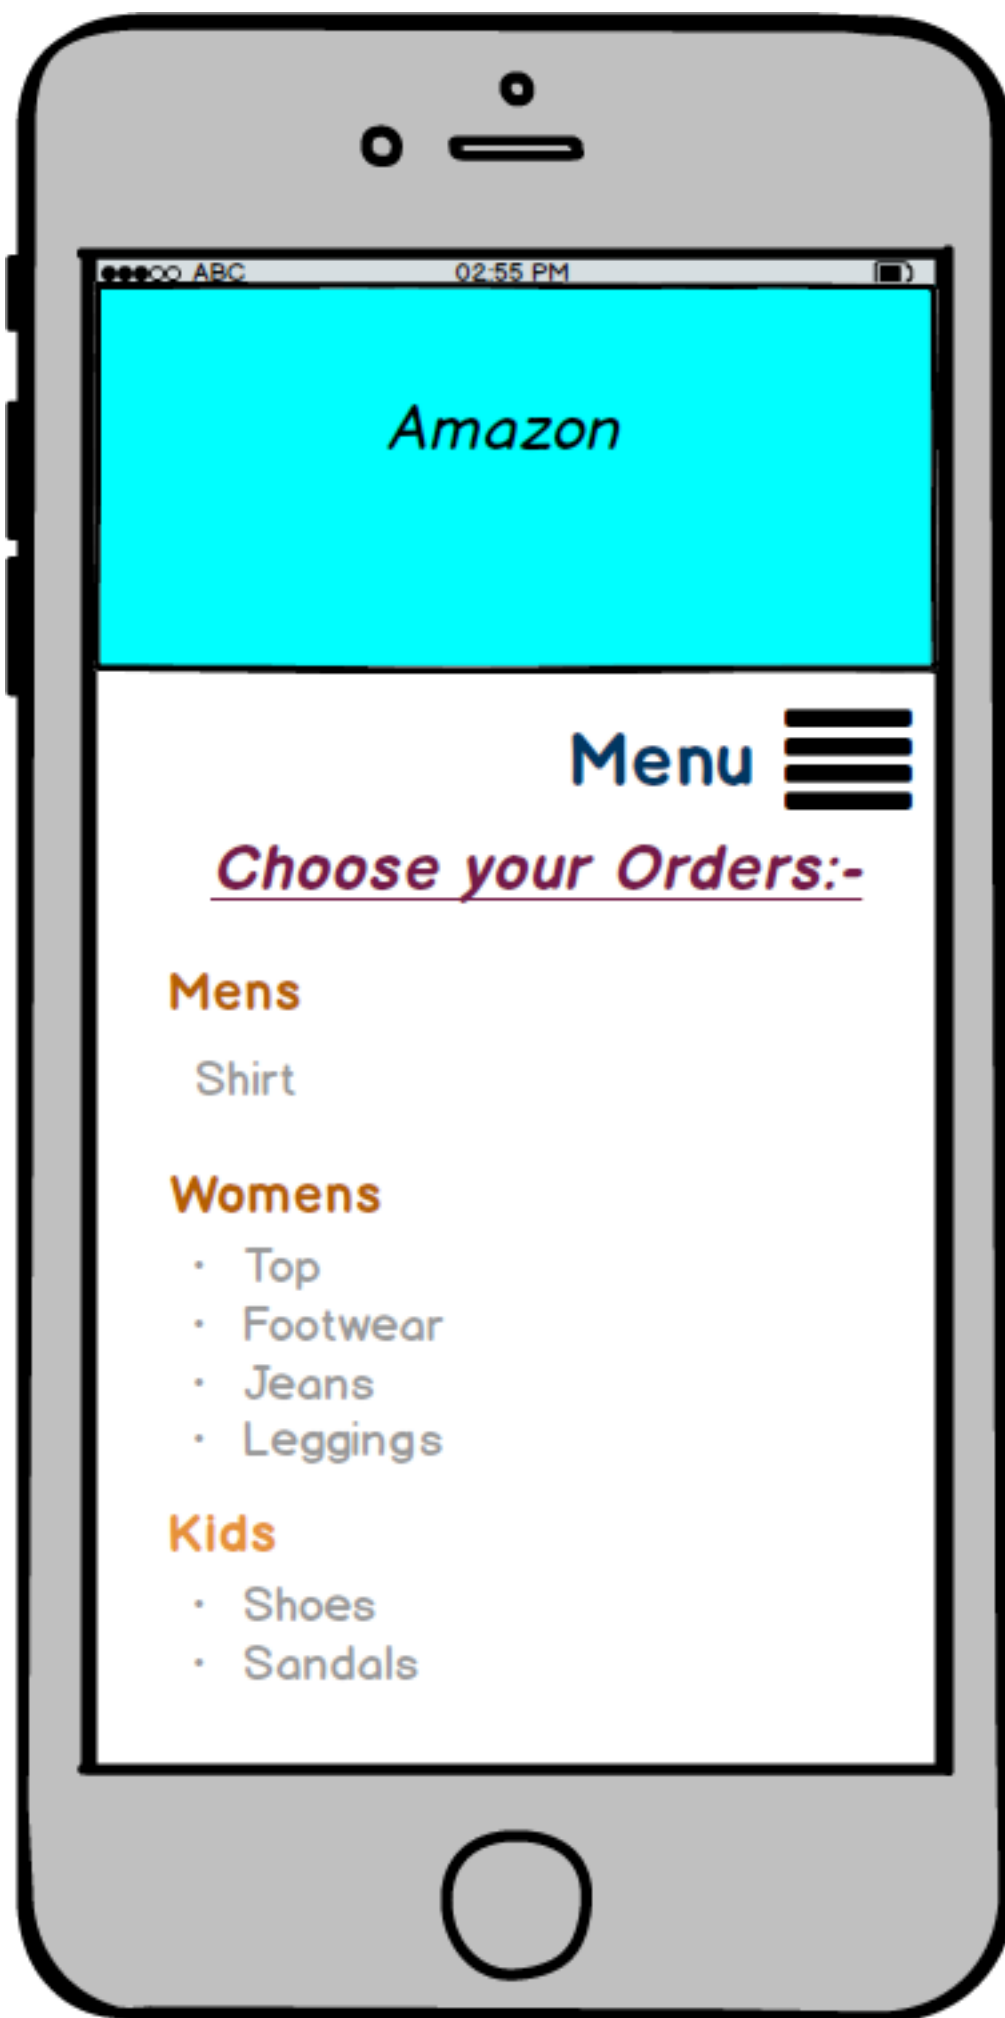 ABC 02:55 PM
Amazon
Menu
Choose your Orders:-
Mens
Shirt
Womens
· Top
· Footwear
· Jeans
· Leggings
Kids
· Shoes
· Sandals